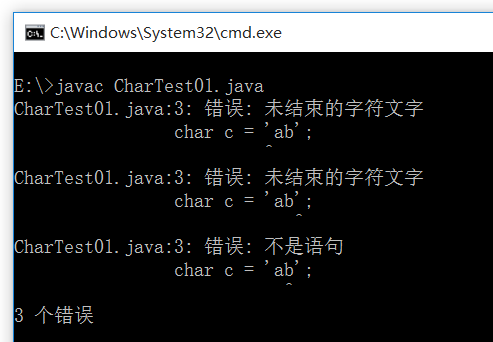 C:\Windows\System32\cmd.exe
E:\>javac CharTest01.java
CharTest01.java:3: 错误: 未结束的字符文字
char c = 'ab';
^
CharTest01.java:3: 错误: 未结束的字符文字
char c = 'ab';
^
CharTest01.java:3: 错误: 不是语句
char c = 'ab';
^
3 个错误